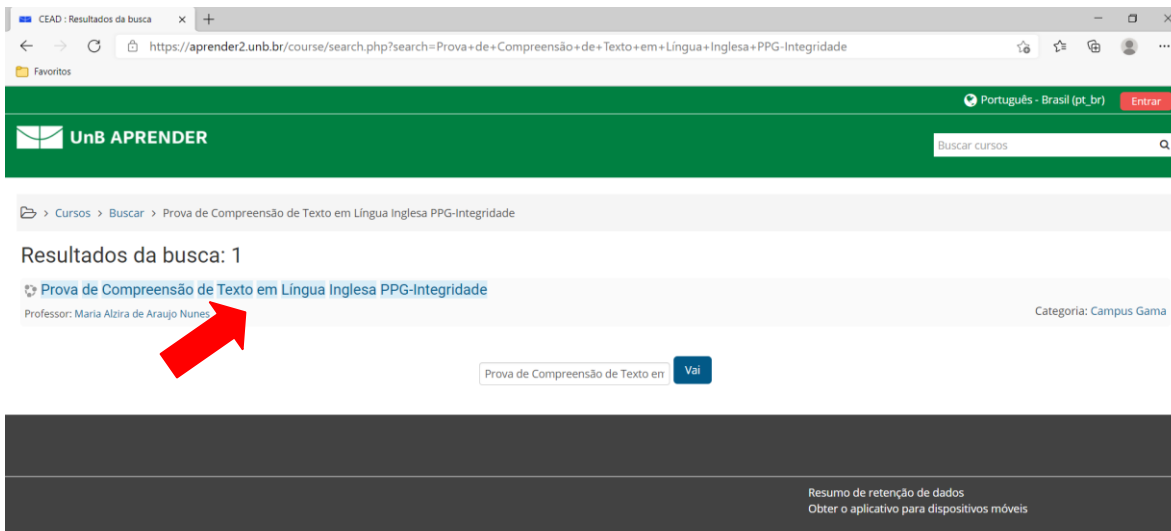 CEAD : Resultados da busca
https://aprender2.unb.br/course/search.php?search=Prova+de+Compreensão+de+Texto+em+Língua+Inglesa+PPG-Integridade
Favoritos
Português - Brasil (pt_br) Entrar
UnB APRENDER
Buscar cursos
> Cursos > Buscar > Prova de Compreensão de Texto em Língua Inglesa PPG-Integridade
Resultados da busca: 1
Prova de Compreensão de Texto em Língua Inglesa PPG-Integridade
Professor: Maria Alzira de Araujo Nunes
Categoria: Campus Gama
Prova de Compreensão de Texto em Vai
Resumo de retenção de dados
Obter o aplicativo para dispositivos móveis